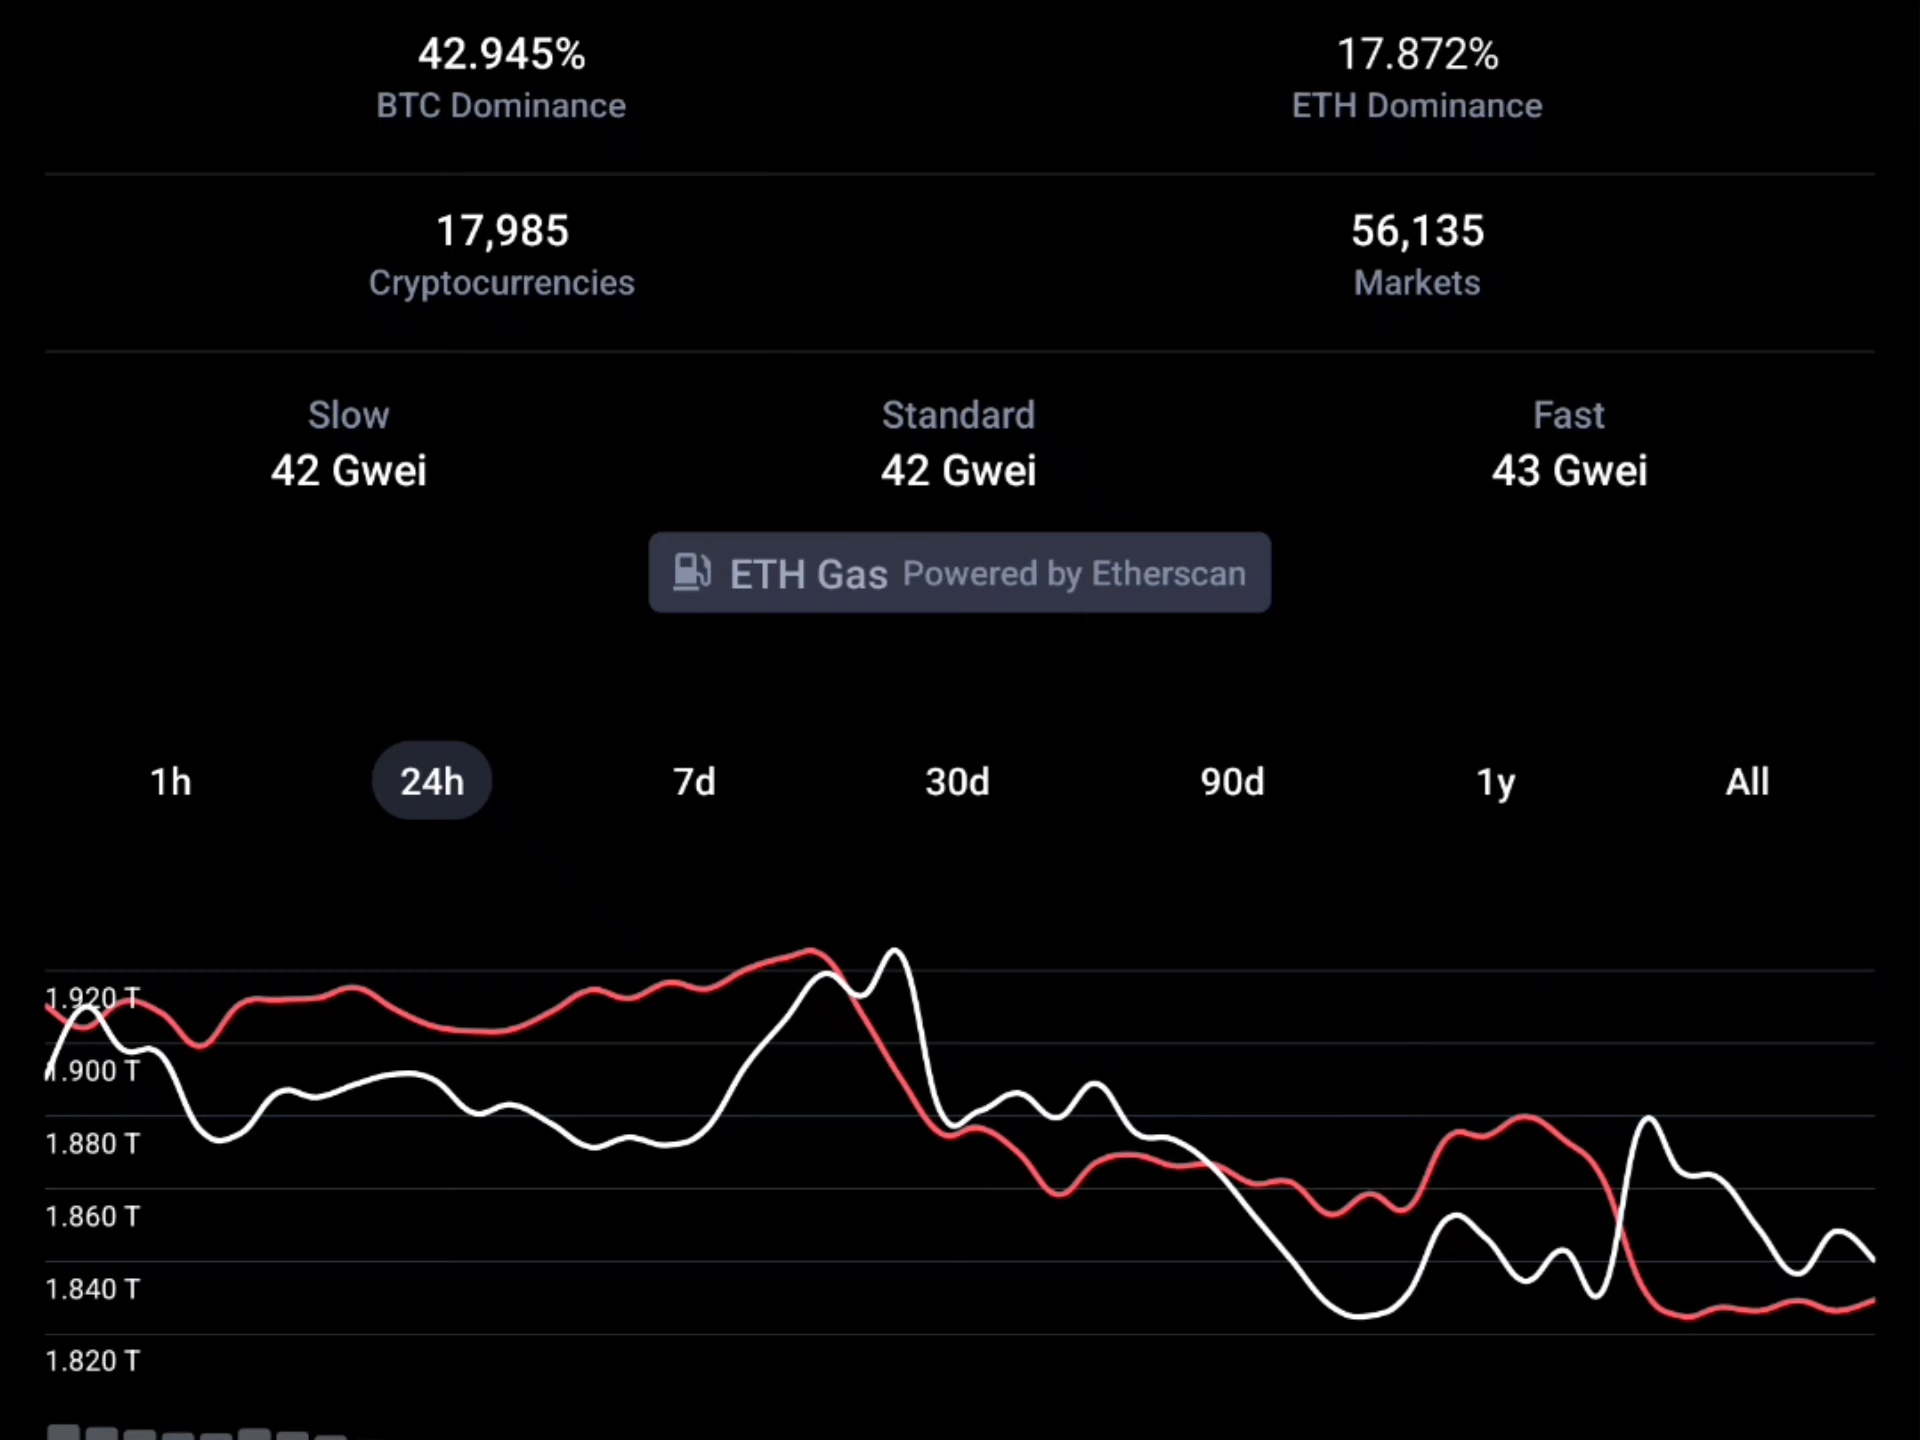 42.945%
17.872%
BTC Dominance
ETH Dominance
17,985
56,135
Cryptocurrencies
Markets
Slow
Standard
Fast
42 Gwei
42 Gwei
43 Gwei
ETH Gas Powered by Etherscan
1h
24h
7d
30d
90d
1y
All
1.920 T
1.900 T
1.880 T
1.860 T
1.840 T
1.820 T